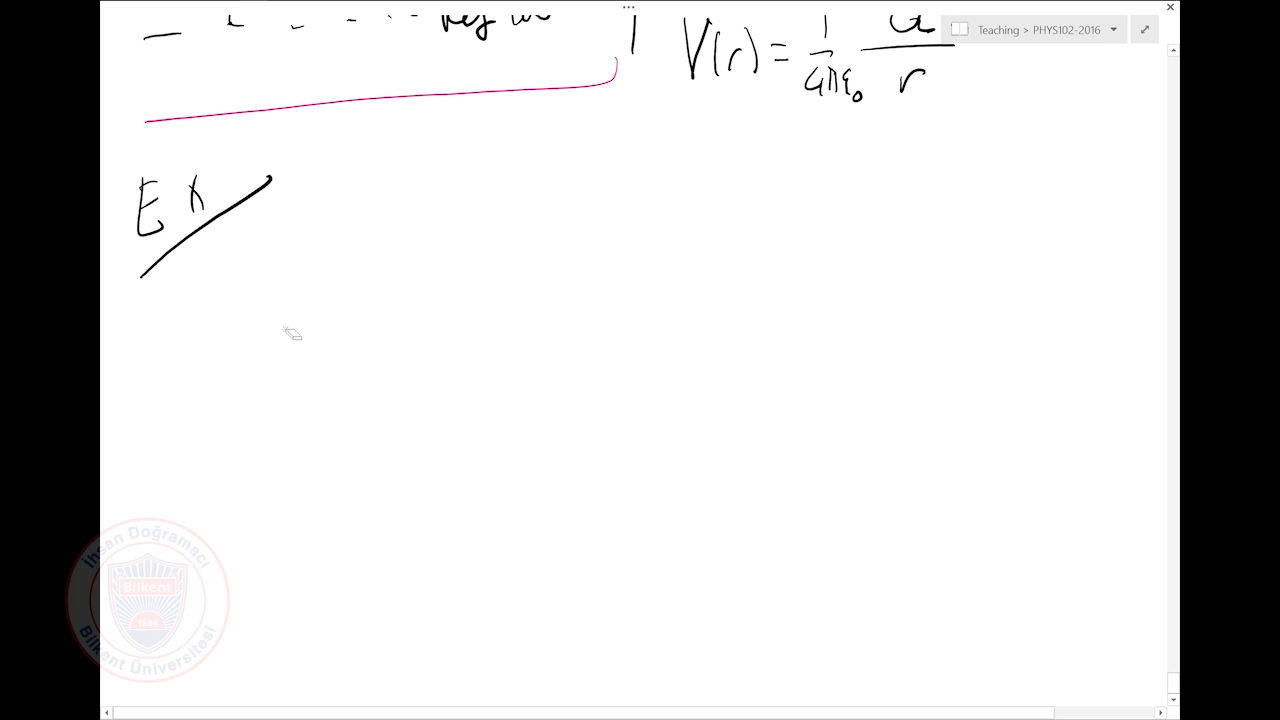 V(r) = 1/4πε₀ Q/r
Teaching > PHYS102-2016
Ex
İhsan Doğramacı
Bilkent
1984
Bilkent Üniversitesi